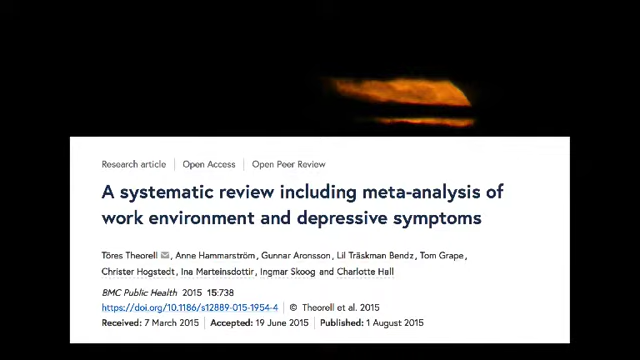 Research article | Open Access | Open Peer Review
A systematic review including meta-analysis of
work environment and depressive symptoms
Töres Theorell, Anne Hammarström, Gunnar Aronsson, Lil Träskman Bendz, Tom Grape,
Christer Hogstedt, Ina Marteinsdottir, Ingmar Skoog and Charlotte Hall
BMC Public Health 2015 15:738
https://doi.org/10.1186/s12889-015-1954-4 | © Theorell et al. 2015
Received: 7 March 2015 | Accepted: 19 June 2015 | Published: 1 August 2015